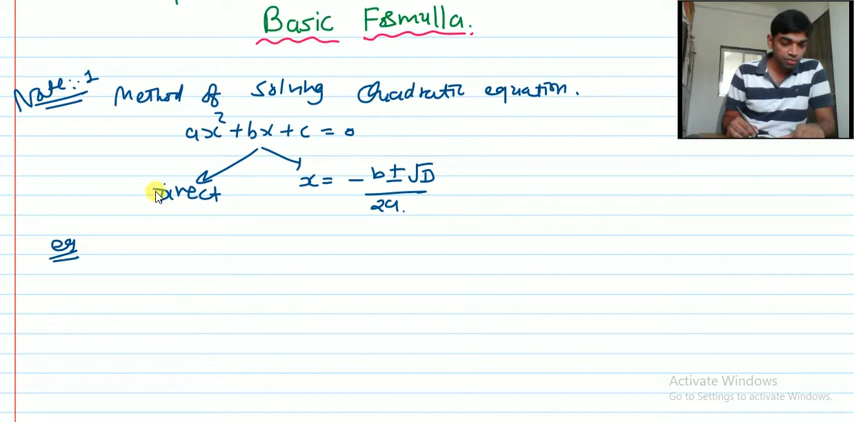 Basic Formulla.
Note:-1 Method of Solving Quadratic equation.
ax²+bx+c=0
Direct x = -b±√D/2a.
eg
Activate Windows
Go to Settings to activate Windows.